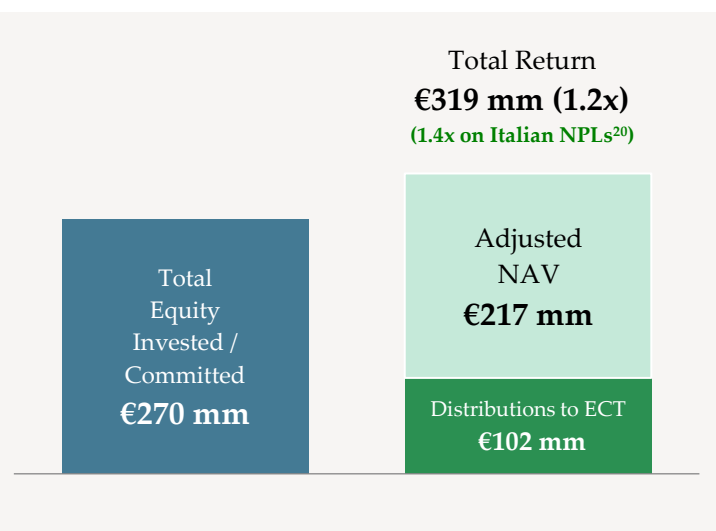 Total Return
€319 mm (1.2x)
(1.4x on Italian NPLs²⁰)
Total
Equity
Invested /
Committed
€270 mm
Adjusted
NAV
€217 mm
Distributions to ECT
€102 mm